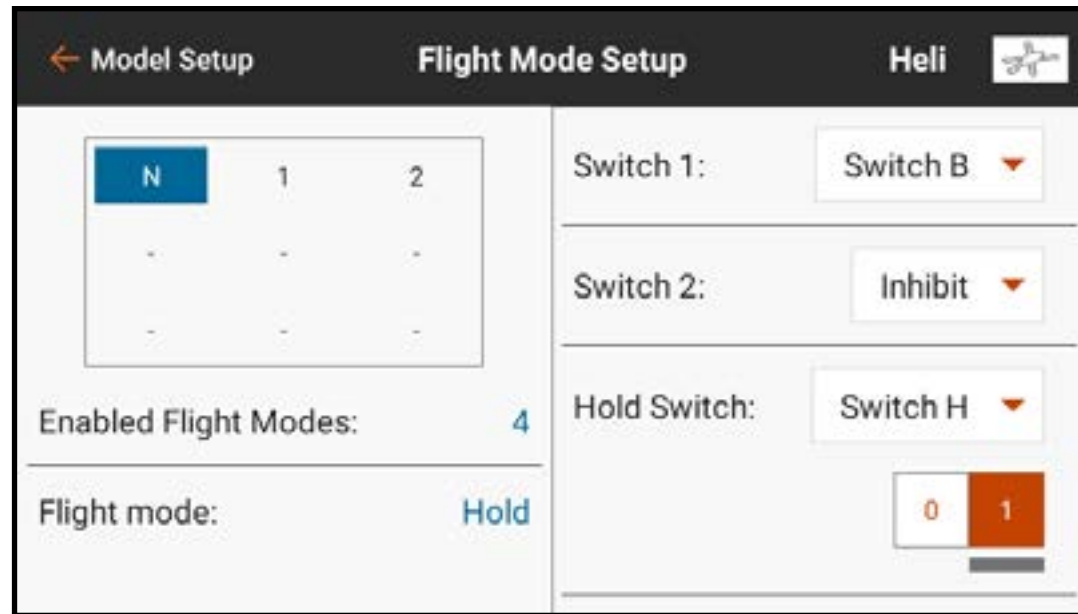 ← Model Setup Flight Mode Setup Heli
N 1 2
- - -
- - -
Enabled Flight Modes: 4
Flight mode: Hold
Switch 1: Switch B
Switch 2: Inhibit
Hold Switch: Switch H
0 1